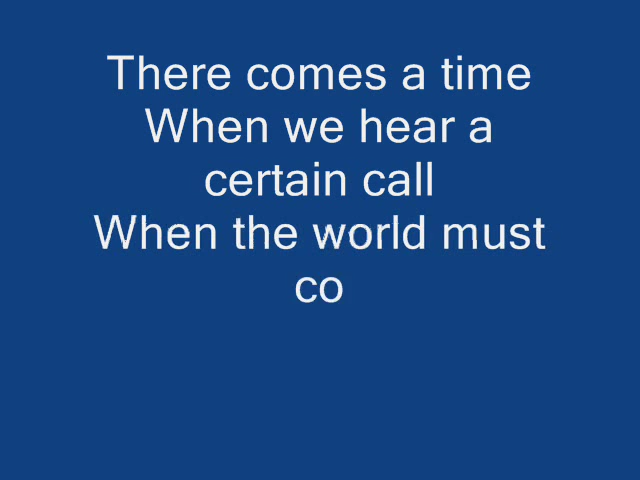 There comes a time
When we hear a
certain call
When the world must
co